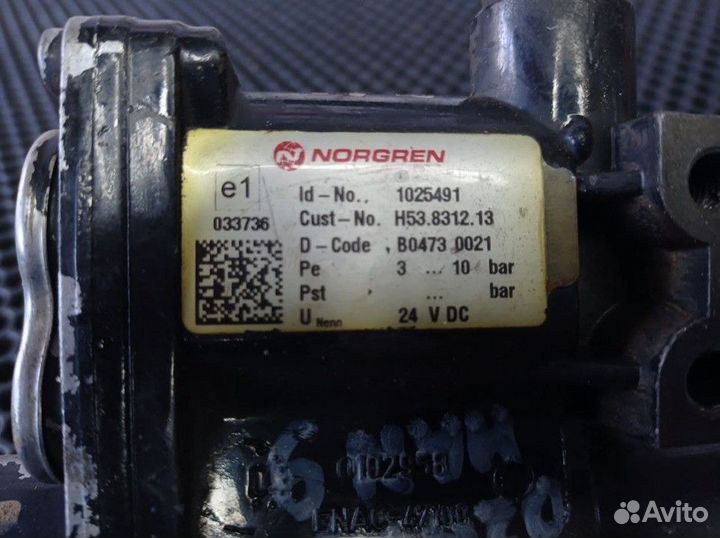 NORGREN
e1
033736
Id-No.. 1025491
Cust-No. H53.8312.13
D-Code , B0473 0021
Pe 3 ... 10 bar
Pst ... bar
U Nenn 24 V DC
Avito